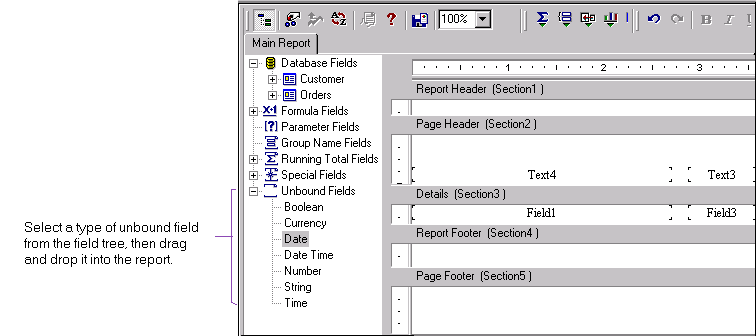 100%
B I
Main Report
Database Fields
Customer
Orders
Formula Fields
Parameter Fields
Group Name Fields
Running Total Fields
Special Fields
Unbound Fields
Boolean
Currency
Date
Date Time
Number
String
Time
Select a type of unbound field
from the field tree, then drag
and drop it into the report.
1 2 3
Report Header (Section1 )
Page Header (Section2 )
Text4 Text3
Details (Section3 )
Field1 Field3
Report Footer (Section4 )
Page Footer (Section5 )